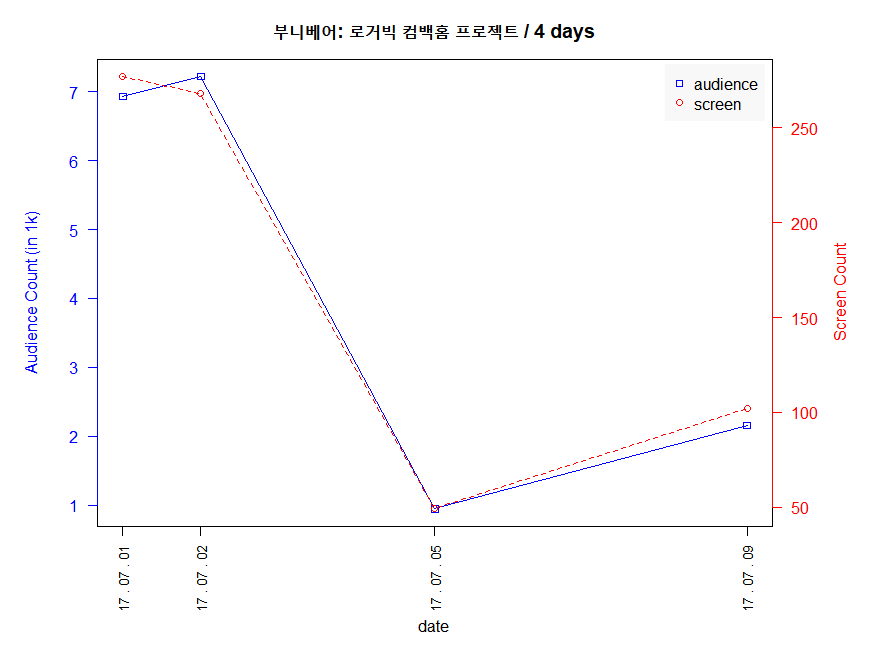 부니베어: 로거빅 컴백홈 프로젝트 / 4 days
audience
screen
7
6
5
4
3
2
1
Audience Count (in 1k)
250
200
150
100
50
Screen Count
17 . 07 . 01
17 . 07 . 02
17 . 07 . 05
17 . 07 . 09
date